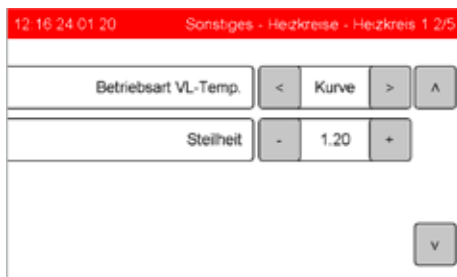 12:16 24 01 20 Sonstiges - Heizkreise - Heizkreis 1 2/5
Betriebsart VL-Temp. < Kurve > ʌ
Steilheit - 1.20 +
v